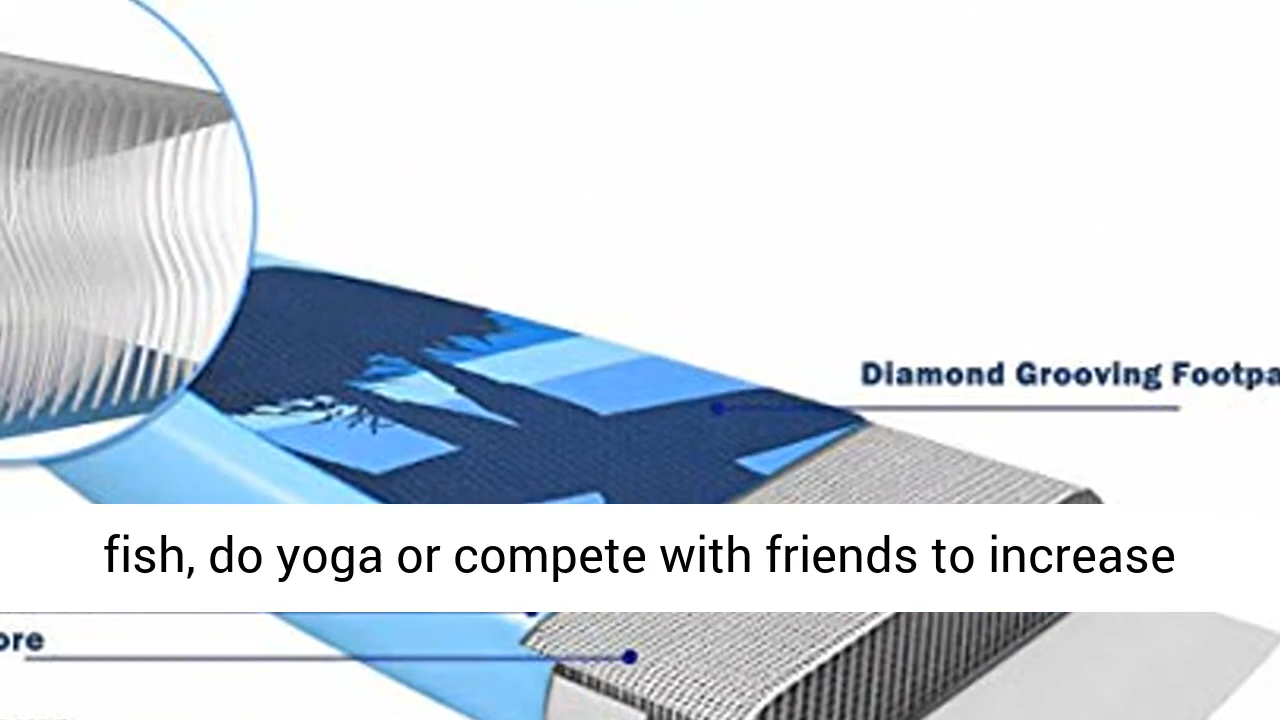 Diamond Grooving Footpa
fish, do yoga or compete with friends to increase
ore